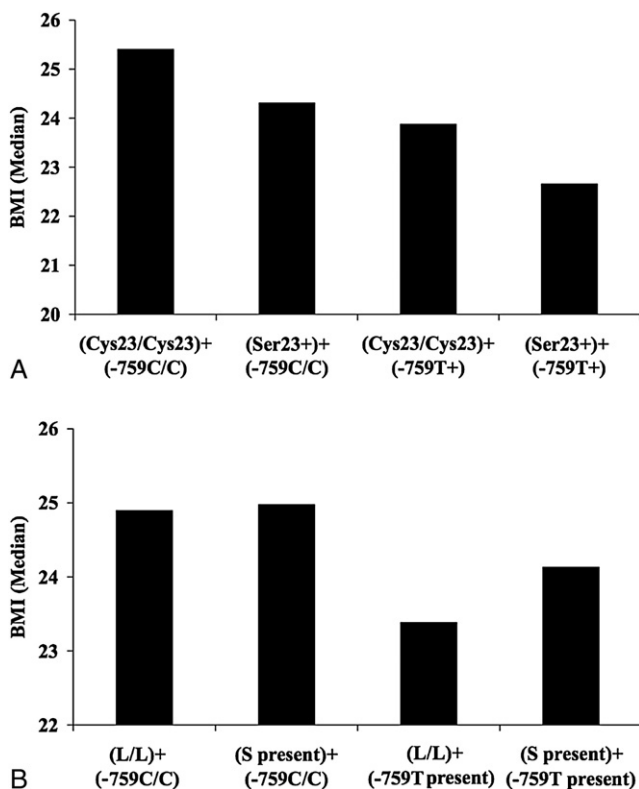 26
25
24
23
22
21
20
BMI (Median)
(Cys23/Cys23)+ (Ser23+)+ (Cys23/Cys23)+ (Ser23+)+
(-759C/C) (-759C/C) (-759T+) (-759T+)
A
26
25
24
23
22
BMI (Median)
(L/L)+ (S present)+ (L/L)+ (S present)+
(-759C/C) (-759C/C) (-759T present) (-759T present)
B